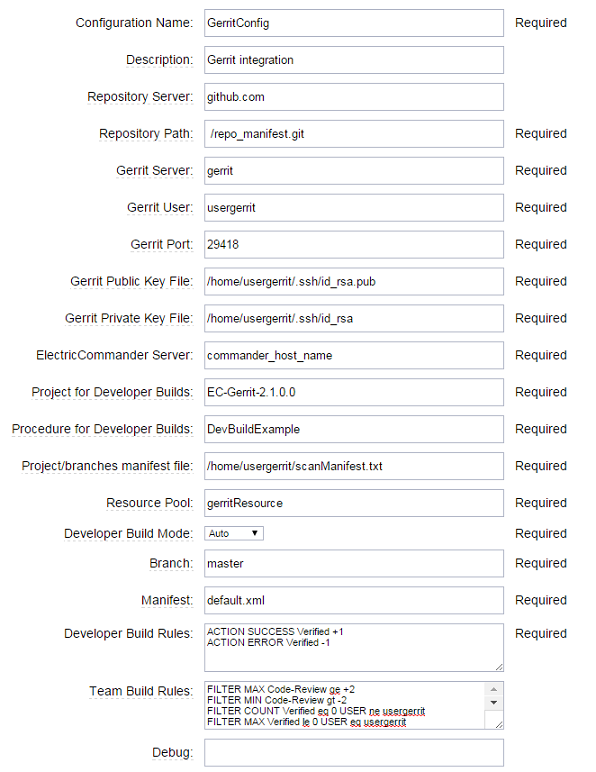 Configuration Name: GerritConfig Required
Description: Gerrit integration
Repository Server: github.com
Repository Path: /repo_manifest.git Required
Gerrit Server: gerrit Required
Gerrit User: usergerrit Required
Gerrit Port: 29418 Required
Gerrit Public Key File: /home/usergerrit/.ssh/id_rsa.pub Required
Gerrit Private Key File: /home/usergerrit/.ssh/id_rsa Required
ElectricCommander Server: commander_host_name Required
Project for Developer Builds: EC-Gerrit-2.1.0.0 Required
Procedure for Developer Builds: DevBuildExample Required
Project/branches manifest file: /home/usergerrit/scanManifest.txt Required
Resource Pool: gerritResource Required
Developer Build Mode: Auto Required
Branch: master Required
Manifest: default.xml Required
Developer Build Rules: ACTION SUCCESS Verified +1 Required
ACTION ERROR Verified -1
Team Build Rules: FILTER MAX Code-Review ge +2
FILTER MIN Code-Review gt -2
FILTER COUNT Verified eq 0 USER ne usergerrit
FILTER MAX Verified le 0 USER eq usergerrit
Debug: